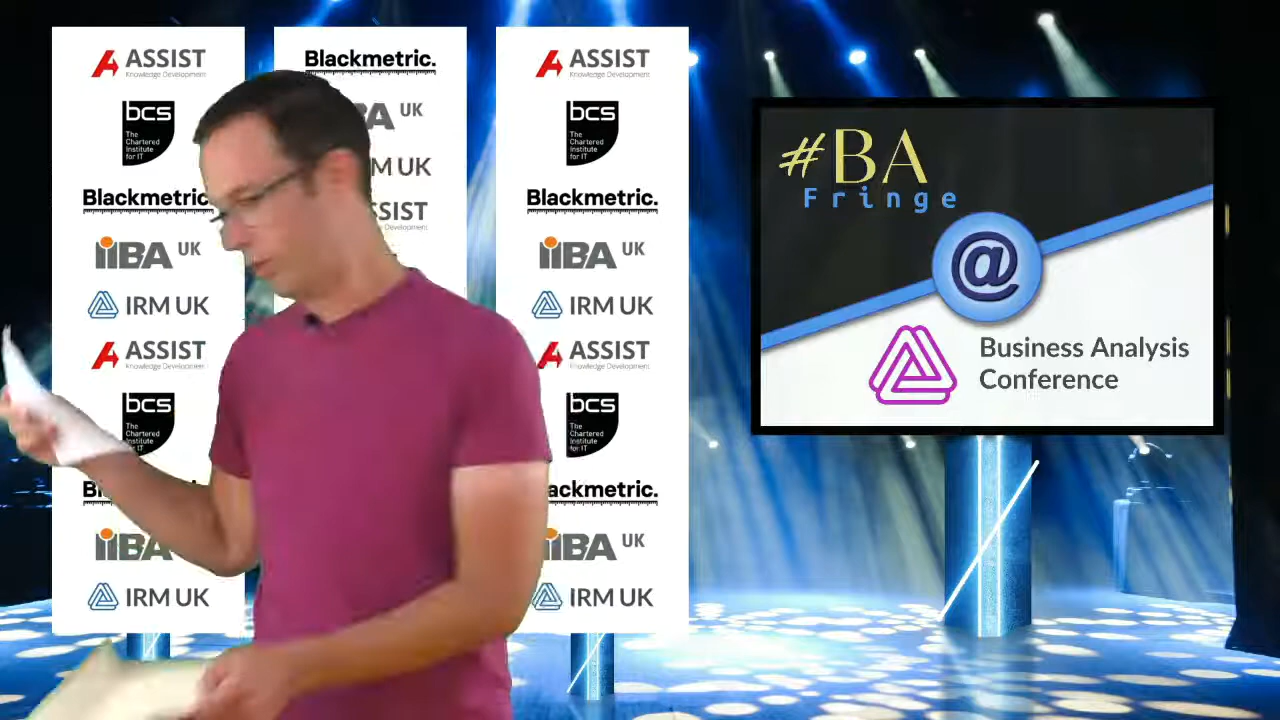 ASSIST
Knowledge Development
bcs
The
Chartered
Institute
for IT
Blackmetric
iiBA UK
IRM UK
ASSIST
Knowledge Development
bcs
The
Chartered
Institute
for IT
iiBA
IRM UK
Blackmetric.
BA UK
M UK
SSIST
Development
ASSIST
Knowledge Development
bcs
The
Chartered
Institute
for IT
Blackmetric.
iiBA UK
IRM UK
ASSIST
Knowledge Development
bcs
The
Chartered
Institute
for IT
ackmetric.
iiBA UK
IRM UK
#BA
Fringe
@
Business Analysis
Conference